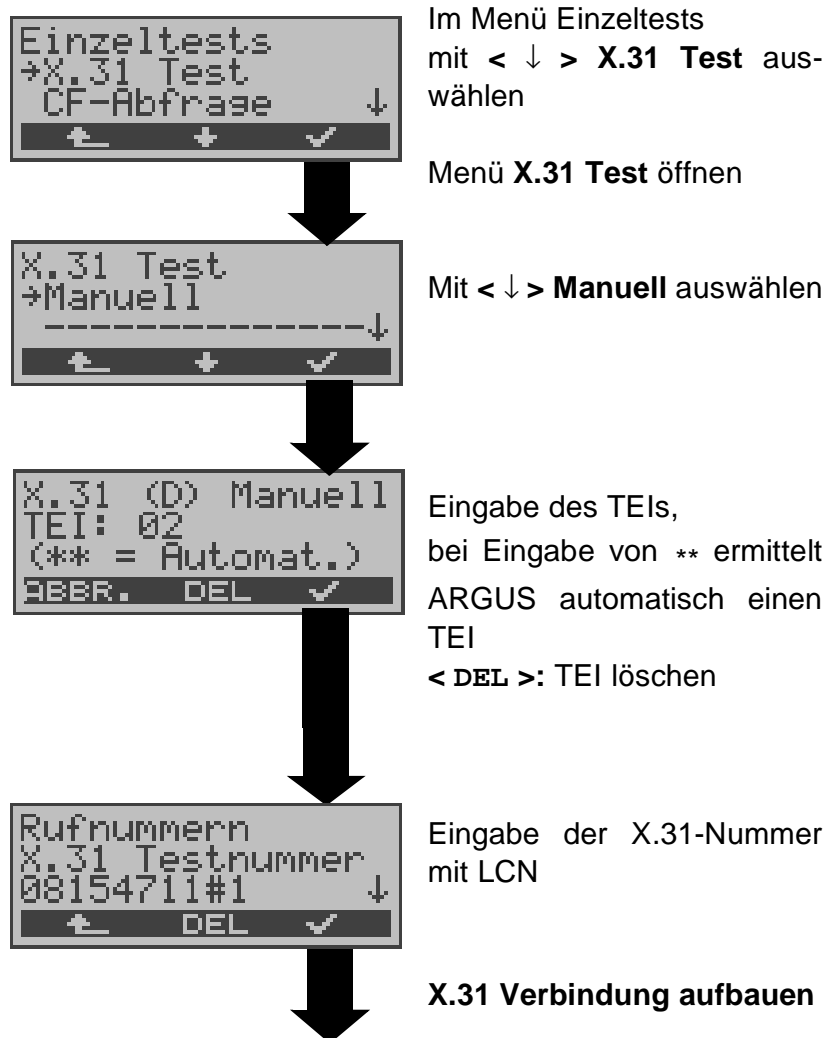 Einzeltests
→X.31 Test
CF-Abfrage ↓
Im Menü Einzeltests
mit < ↓ > X.31 Test aus-
wählen
Menü X.31 Test öffnen
X.31 Test
→Manuell
---------------↓
Mit < ↓ > Manuell auswählen
X.31 (D) Manuell
TEI: 02
(** = Automat.)
ABBR. DEL ✓
Eingabe des TEIs,
bei Eingabe von ** ermittelt
ARGUS automatisch einen
TEI
< DEL >: TEI löschen
Rufnummern
X.31 Testnummer
08154711#1 ↓
DEL ✓
Eingabe der X.31-Nummer
mit LCN
X.31 Verbindung aufbauen